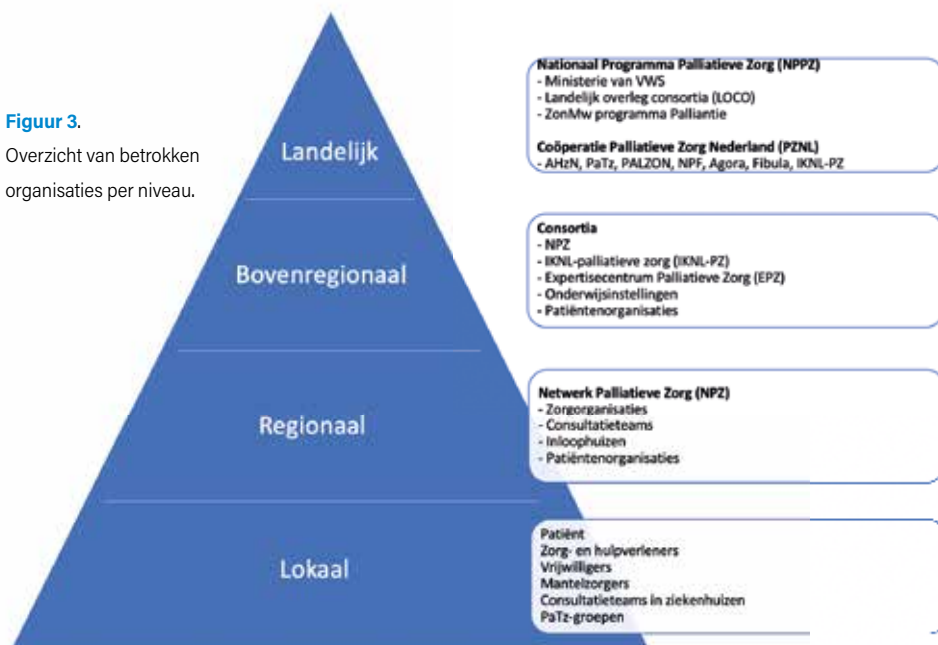 Figuur 3.
Overzicht van betrokken
organisaties per niveau.
Landelijk
Nationaal Programma Palliatieve Zorg (NPPZ)
- Ministerie van VWS
- Landelijk overleg consortia (LOCO)
- ZonMw programma Palliantie
Coöperatie Palliatieve Zorg Nederland (PZNL)
- AHzN, PaTz, PALZON, NPF, Agora, Fibula, IKNL-PZ
Bovenregionaal
Consortia
- NPZ
- IKNL-palliatieve zorg (IKNL-PZ)
- Expertisecentrum Palliatieve Zorg (EPZ)
- Onderwijsinstellingen
- Patiëntenorganisaties
Regionaal
Netwerk Palliatieve Zorg (NPZ)
- Zorgorganisaties
- Consultatieteams
- Inloophuizen
- Patiëntenorganisaties
Lokaal
Patiënt
Zorg- en hulpverleners
Vrijwilligers
Mantelzorgers
Consultatieteams in ziekenhuizen
PaTz-groepen